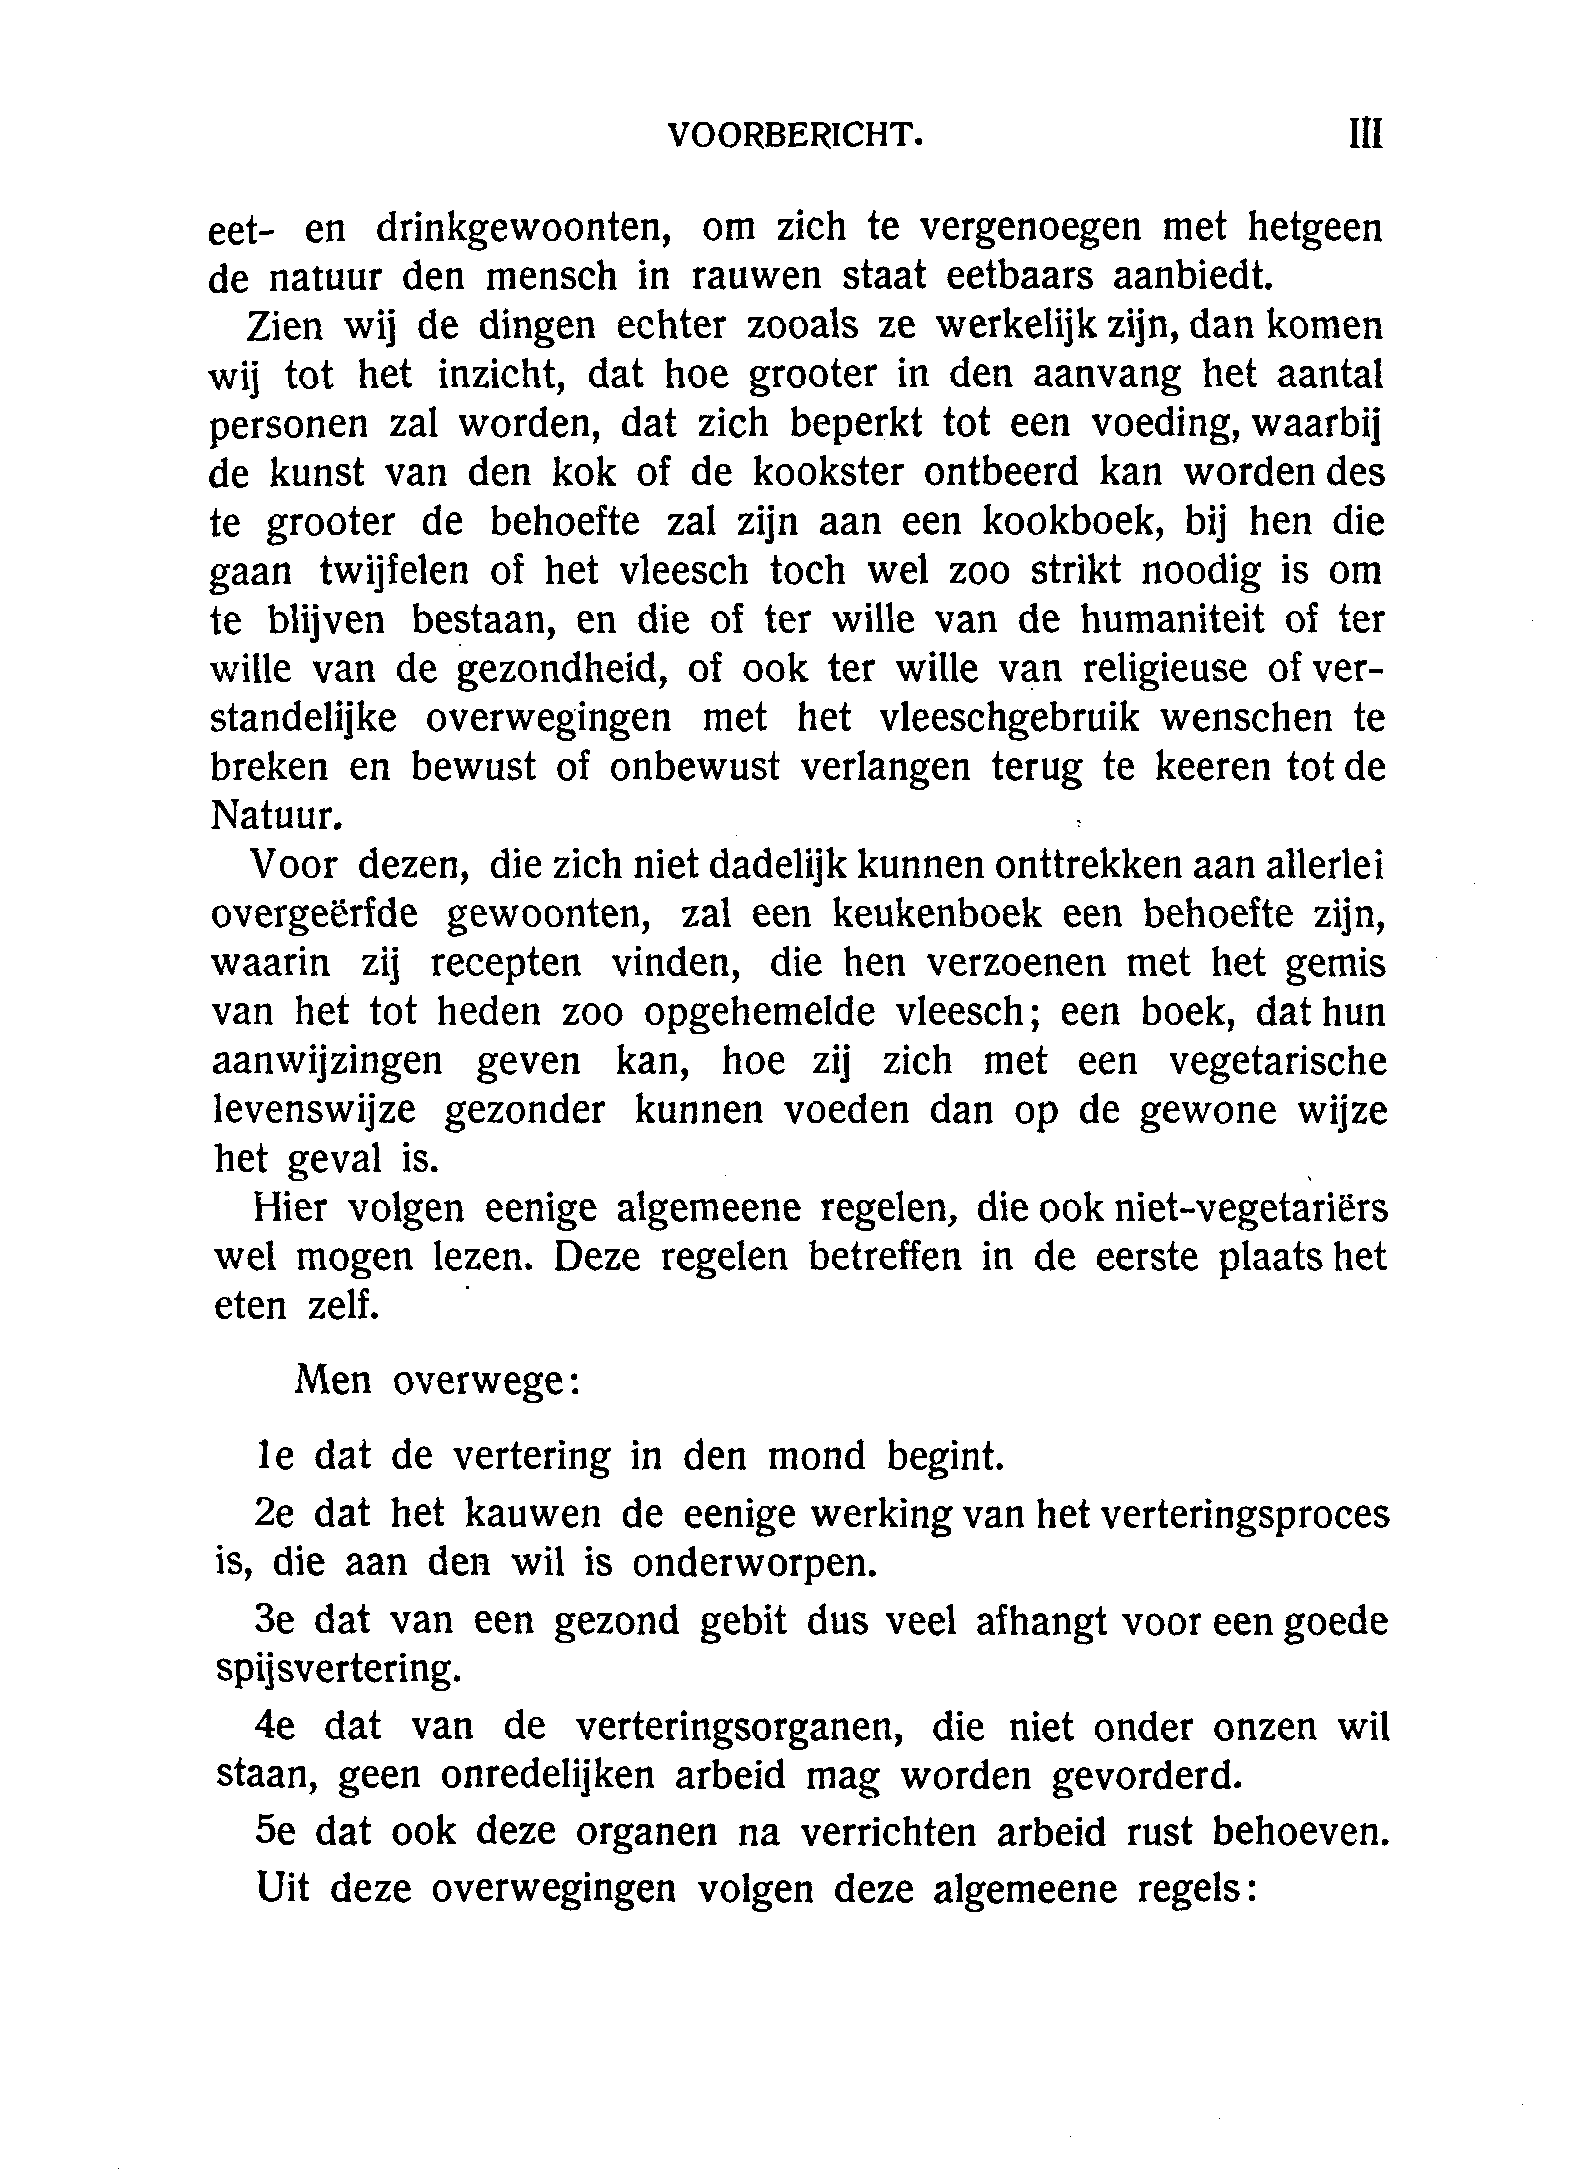 VOORBERICHT. III
eet- en drinkgewoonten, om zich te vergenoegen met hetgeen
de natuur den mensch in rauwen staat eetbaars aanbiedt.
Zien wij de dingen echter zooals ze werkelijk zijn, dan komen
wij tot het inzicht, dat hoe grooter in den aanvang het aantal
personen zal worden, dat zich beperkt tot een voeding, waarbij
de kunst van den kok of de kookster ontbeerd kan worden des
te grooter de behoefte zal zijn aan een kookboek, bij hen die
gaan twijfelen of het vleesch toch wel zoo strikt noodig is om
te blijven bestaan, en die of ter wille van de humaniteit of ter
wille van de gezondheid, of ook ter wille van religieuse of ver-
standelijke overwegingen met het vleeschgebruik wenschen te
breken en bewust of onbewust verlangen terug te keeren tot de
Natuur.
Voor dezen, die zich niet dadelijk kunnen onttrekken aan allerlei
overgeërfde gewoonten, zal een keukenboek een behoefte zijn,
waarin zij recepten vinden, die hen verzoenen met het gemis
van het tot heden zoo opgehemelde vleesch; een boek, dat hun
aanwijzingen geven kan, hoe zij zich met een vegetarische
levenswijze gezonder kunnen voeden dan op de gewone wijze
het geval is.
Hier volgen eenige algemeene regelen, die ook niet-vegetariërs
wel mogen lezen. Deze regelen betreffen in de eerste plaats het
eten zelf.
Men overwege:
1e dat de vertering in den mond begint.
2e dat het kauwen de eenige werking van het verteringsproces
is, die aan den wil is onderworpen.
3e dat van een gezond gebit dus veel afhangt voor een goede
spijsvertering.
4e dat van de verteringsorganen, die niet onder onzen wil
staan, geen onredelijken arbeid mag worden gevorderd.
5e dat ook deze organen na verrichten arbeid rust behoeven.
Uit deze overwegingen volgen deze algemeene regels: